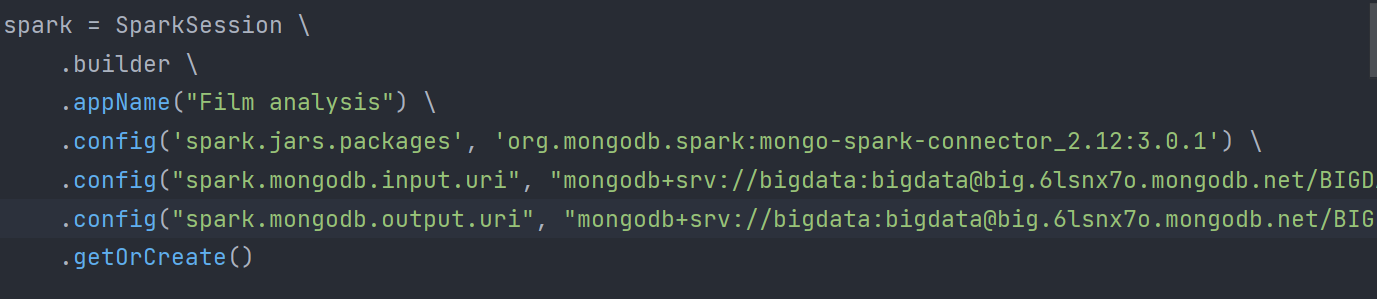 spark = SparkSession \
    .builder \
    .appName("Film analysis") \
    .config('spark.jars.packages', 'org.mongodb.spark:mongo-spark-connector_2.12:3.0.1') \
    .config("spark.mongodb.input.uri", "mongodb+srv://bigdata:bigdata@big.6lsnx7o.mongodb.net/BIGD
    .config("spark.mongodb.output.uri", "mongodb+srv://bigdata:bigdata@big.6lsnx7o.mongodb.net/BIG
    .getOrCreate()